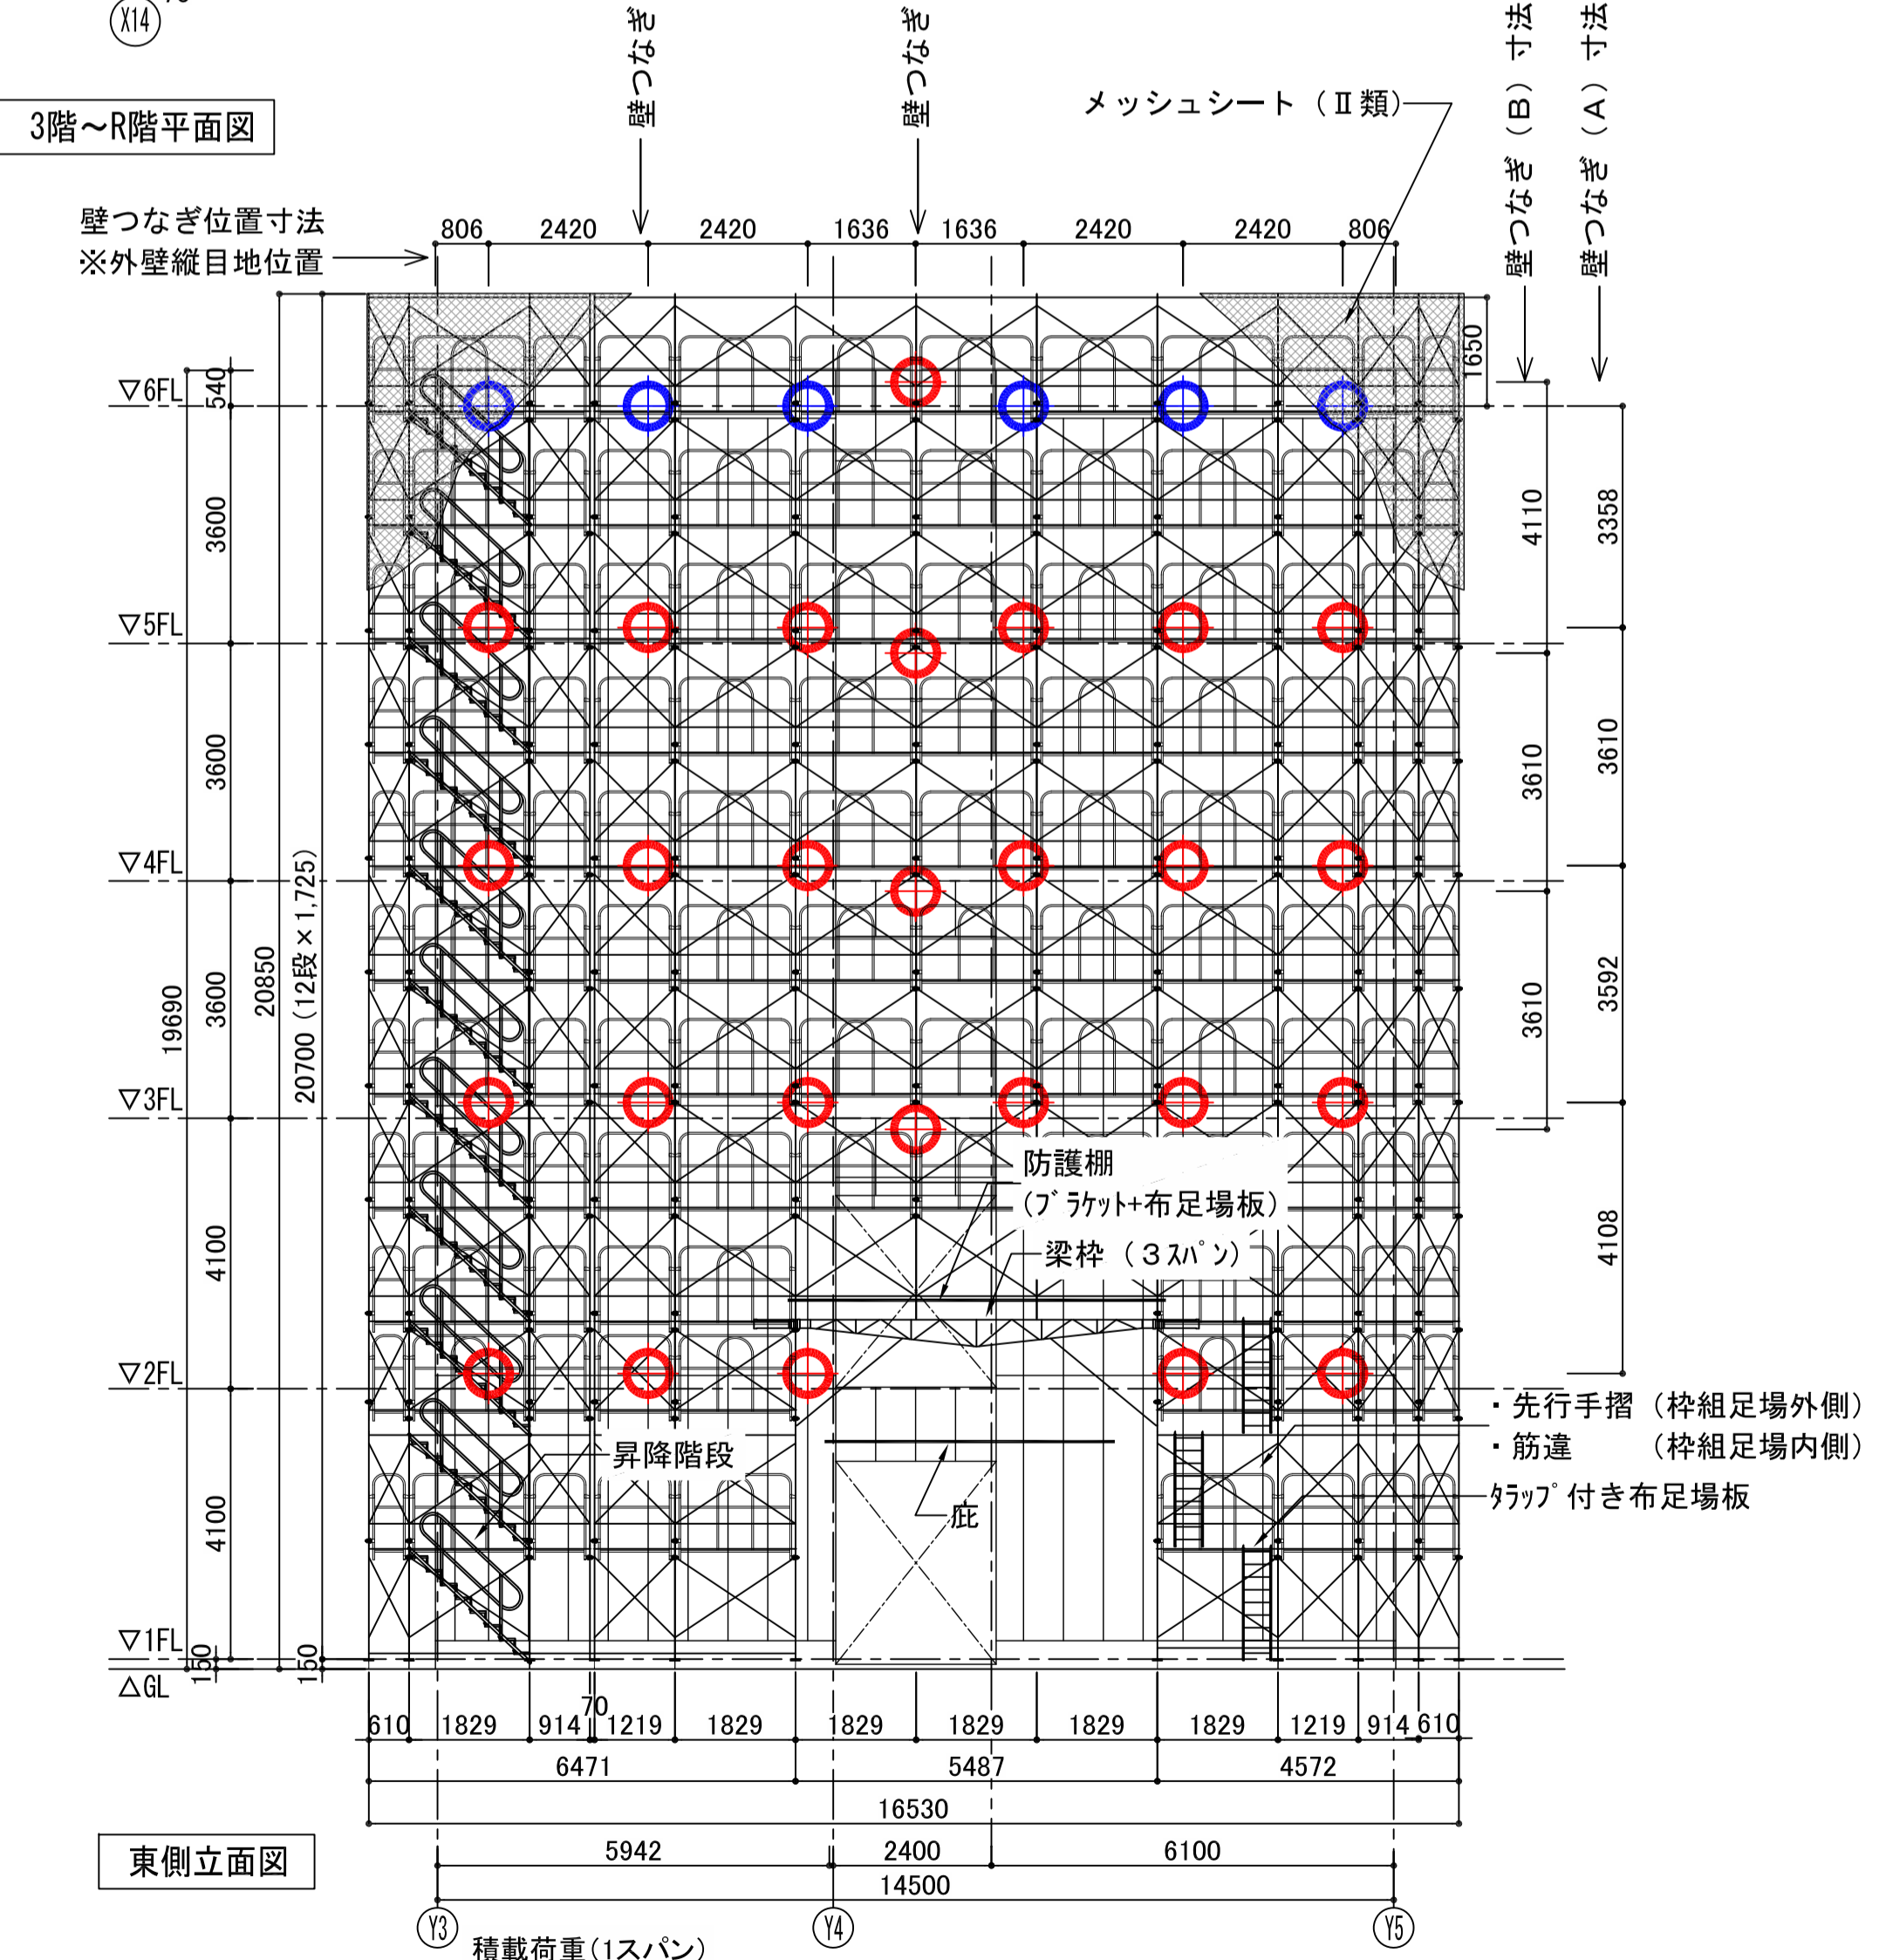 X14
3階～R階平面図
壁つなぎ
壁つなぎ
メッシュシート（Ⅱ類）
壁つなぎ（B）寸法
壁つなぎ（A）寸法
壁つなぎ位置寸法
※外壁縦目地位置
806 2420 2420 1636 1636 2420 2420 806
1650
▽6FL
540
3600
4110
3358
▽5FL
3600
3610
3610
▽4FL
20700（12段×1,725）
20850
19690
3600
3610
3592
▽3FL
防護棚
(ﾌﾞﾗｹｯﾄ+布足場板)
梁枠（３ｽﾊﾟﾝ）
4100
4108
▽2FL
・先行手摺（枠組足場外側）
・筋違　　（枠組足場内側）
昇降階段
ﾀﾗｯﾌﾟ付き布足場板
庇
4100
▽1FL
150
150
△GL
70
610 1829 914 1219 1829 1829 1829 1829 1829 1219 914 610
6471 5487 4572
16530
東側立面図
5942 2400 6100
14500
Y3 Y4 Y5
積載荷重(1スパン)